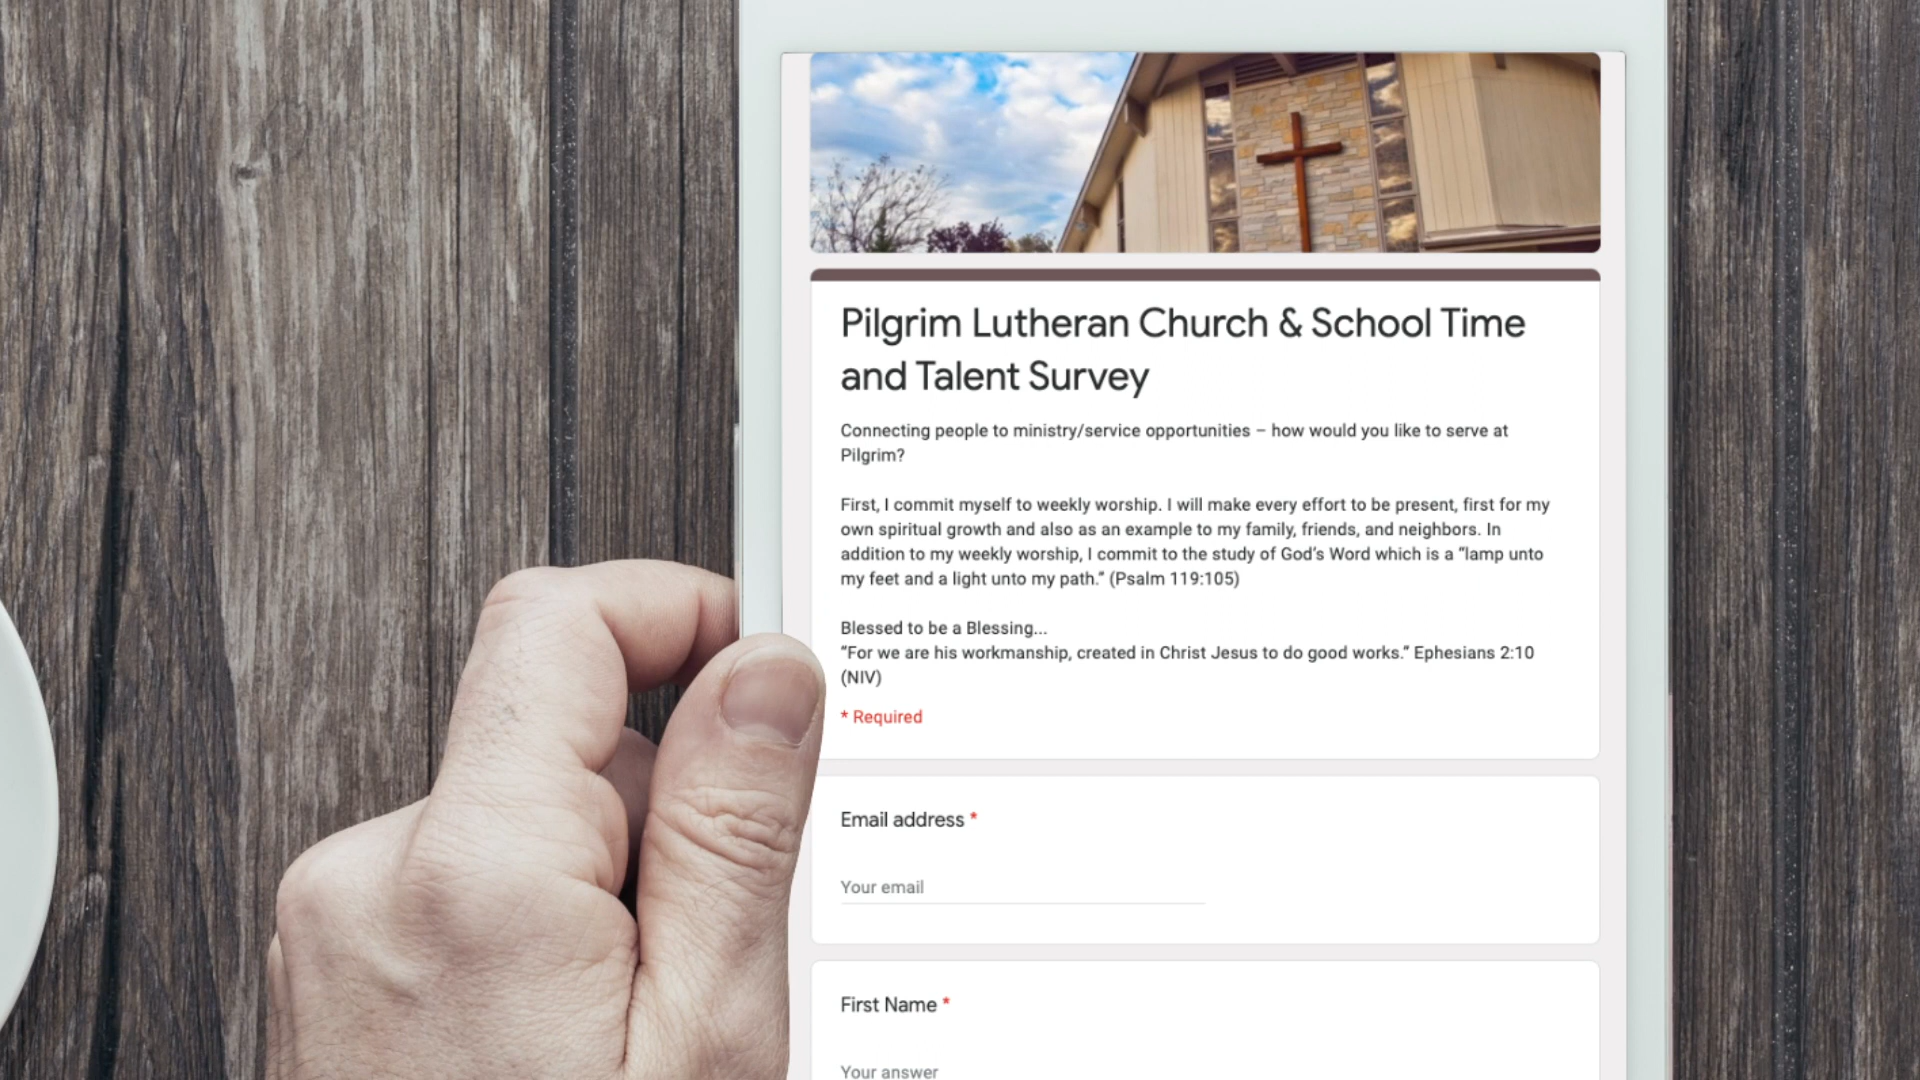 Pilgrim Lutheran Church & School Time
and Talent Survey
Connecting people to ministry/service opportunities – how would you like to serve at
Pilgrim?
First, I commit myself to weekly worship. I will make every effort to be present, first for my
own spiritual growth and also as an example to my family, friends, and neighbors. In
addition to my weekly worship, I commit to the study of God’s Word which is a “lamp unto
my feet and a light unto my path.” (Psalm 119:105)
Blessed to be a Blessing...
“For we are his workmanship, created in Christ Jesus to do good works.” Ephesians 2:10
(NIV)
* Required
Email address *
Your email
First Name *
Your answer